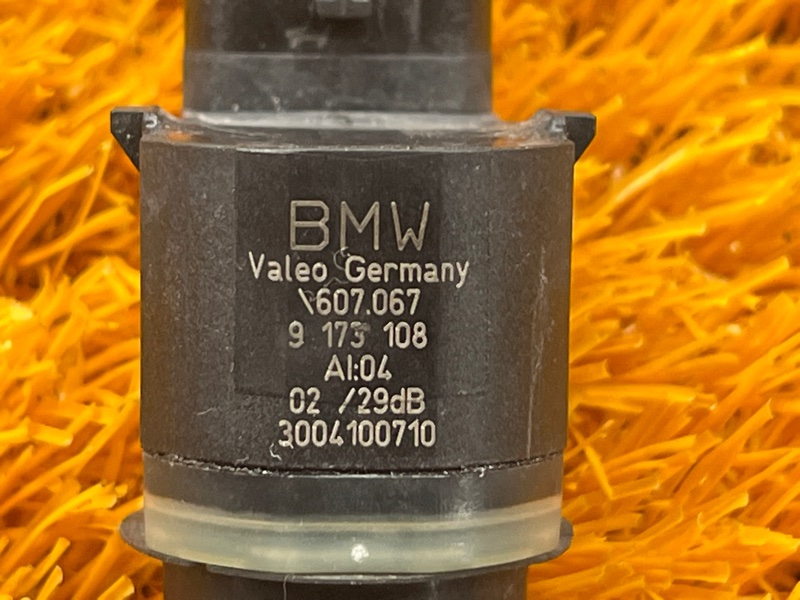 BMW
Valeo Germany
\607.067
9 173 108
AI:04
02 /29dB
3004100710